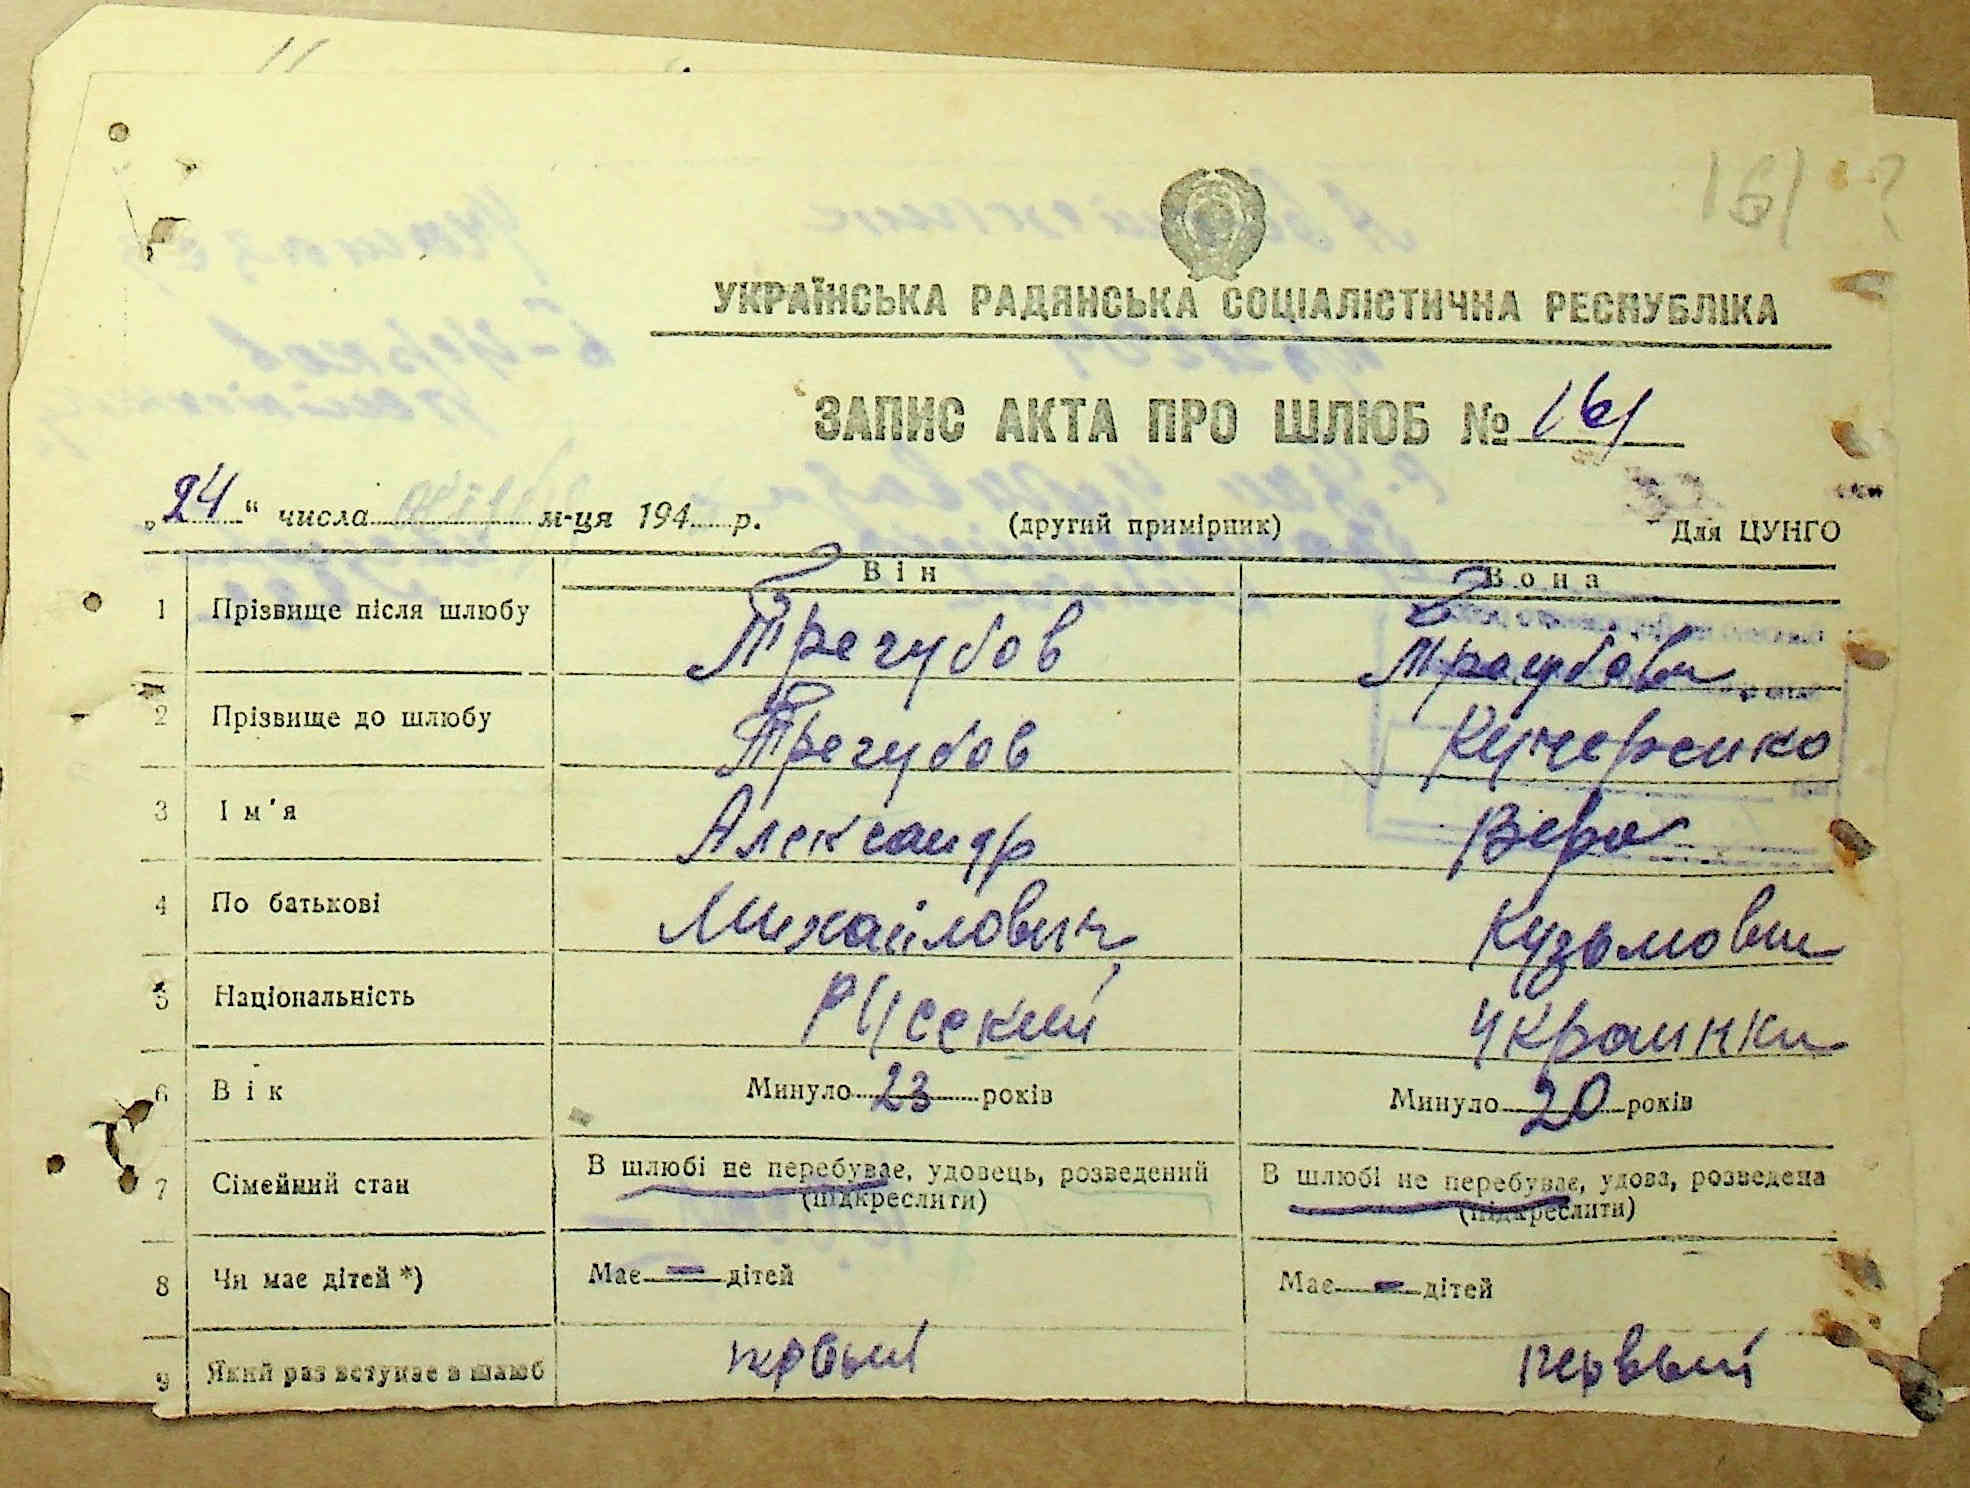 161
УКРАЇНСЬКА РАДЯНСЬКА СОЦІАЛІСТИЧНА РЕСПУБЛІКА
ЗАПИС АКТА ПРО ШЛЮБ № 161
„24“ числа м-ця 194 р. (другий примірник) Для ЦУНГО
Він Вона
1 Прізвище після шлюбу Трегубов Трегубова
2 Прізвище до шлюбу Трегубов Кучеренко
3 Ім'я Александр Вера
4 По батькові Михайлович Кузьмовна
5 Національність Русский Украинка
6 Вік Минуло 23 років Минуло 20 років
7 Сімейний стан В шлюбі не перебуває, удовець, розведений В шлюбі не перебуває, удова, розведена
(підкреслити) (підкреслити)
8 Чи має дітей *) Має — дітей Має — дітей
9 Який раз вступає в шлюб первый первый